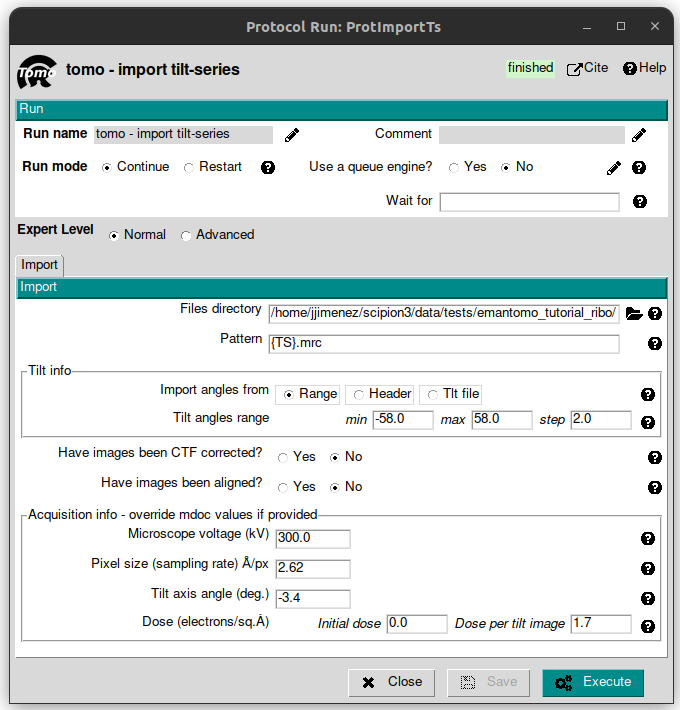 Protocol Run: ProtImportTs
Tomo tomo - import tilt-series finished Cite Help
Run
Run name tomo - import tilt-series Comment
Run mode Continue Restart Use a queue engine? Yes No
Wait for
Expert Level Normal Advanced
Import
Import
Files directory /home/jjimenez/scipion3/data/tests/emantomo_tutorial_ribo/
Pattern {TS}.mrc
Tilt info
Import angles from Range Header Tlt file
Tilt angles range min -58.0 max 58.0 step 2.0
Have images been CTF corrected? Yes No
Have images been aligned? Yes No
Acquisition info - override mdoc values if provided
Microscope voltage (kV) 300.0
Pixel size (sampling rate) Å/px 2.62
Tilt axis angle (deg.) -3.4
Dose (electrons/sq.Å) Initial dose 0.0 Dose per tilt image 1.7
Close Save Execute